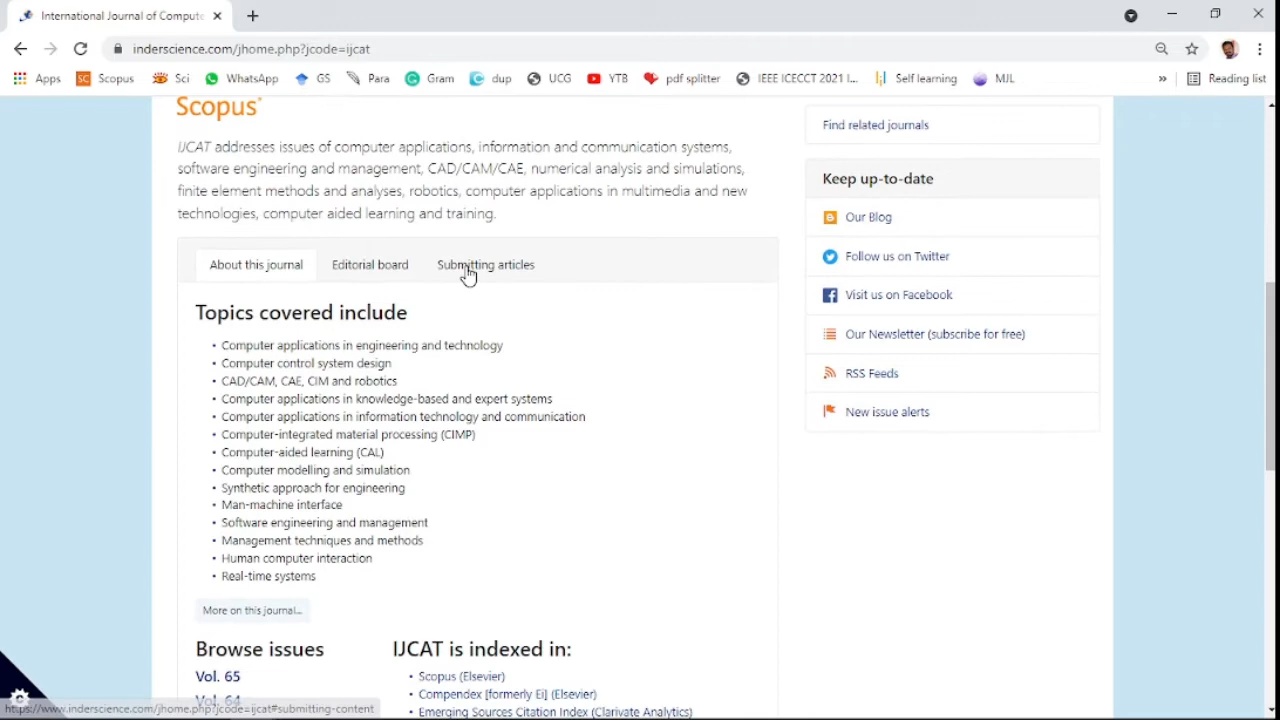 International Journal of Compute
inderscience.com/jhome.php?jcode=ijcat
Apps
SC Scopus
Sci
WhatsApp
GS
Para
Gram
dup
UCG
YTB
pdf splitter
IEEE ICECCT 2021 I...
Self learning
MJL
»
Reading list
Scopus
IJCAT addresses issues of computer applications, information and communication systems,
software engineering and management, CAD/CAM/CAE, numerical analysis and simulations,
finite element methods and analyses, robotics, computer applications in multimedia and new
technologies, computer aided learning and training.
About this journal
Editorial board
Submitting articles
Topics covered include
• Computer applications in engineering and technology
• Computer control system design
• CAD/CAM, CAE, CIM and robotics
• Computer applications in knowledge-based and expert systems
• Computer applications in information technology and communication
• Computer-integrated material processing (CIMP)
• Computer-aided learning (CAL)
• Computer modelling and simulation
• Synthetic approach for engineering
• Man-machine interface
• Software engineering and management
• Management techniques and methods
• Human computer interaction
• Real-time systems
More on this journal...
Browse issues
Vol. 65
Vol. 64
IJCAT is indexed in:
• Scopus (Elsevier)
• Compendex [formerly Ei] (Elsevier)
• Emerging Sources Citation Index (Clarivate Analytics)
Find related journals
Keep up-to-date
Our Blog
Follow us on Twitter
Visit us on Facebook
Our Newsletter (subscribe for free)
RSS Feeds
New issue alerts
https://www.inderscience.com/jhome.php?jcode=ijcat#submitting-content